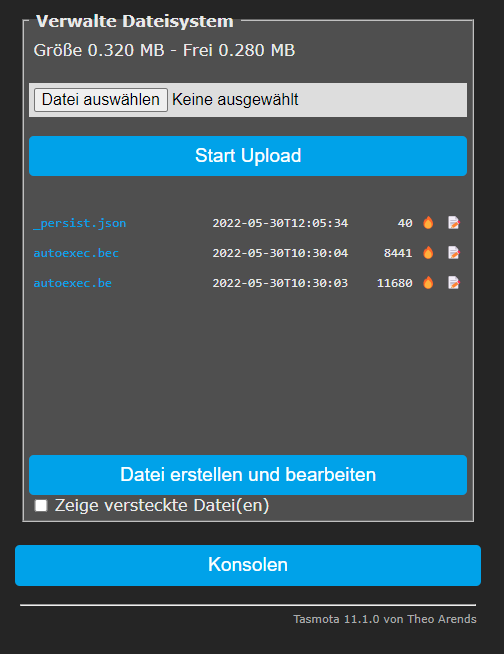 Verwalte Dateisystem
Größe 0.320 MB - Frei 0.280 MB
Datei auswählen Keine ausgewählt
Start Upload
_persist.json 2022-05-30T12:05:34 40
autoexec.bec 2022-05-30T10:30:04 8441
autoexec.be 2022-05-30T10:30:03 11680
Datei erstellen und bearbeiten
Zeige versteckte Datei(en)
Konsolen
Tasmota 11.1.0 von Theo Arends